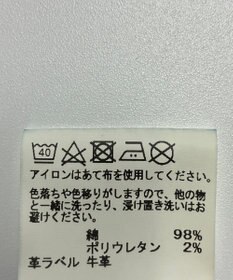 40
アイロンはあて布を使用してください。
色落ちや色移りがしますので、他の物
と一緒に洗ったり、浸け置き洗いはお
避けください。
綿 98%
ポリウレタン 2%
革ラベル 牛革